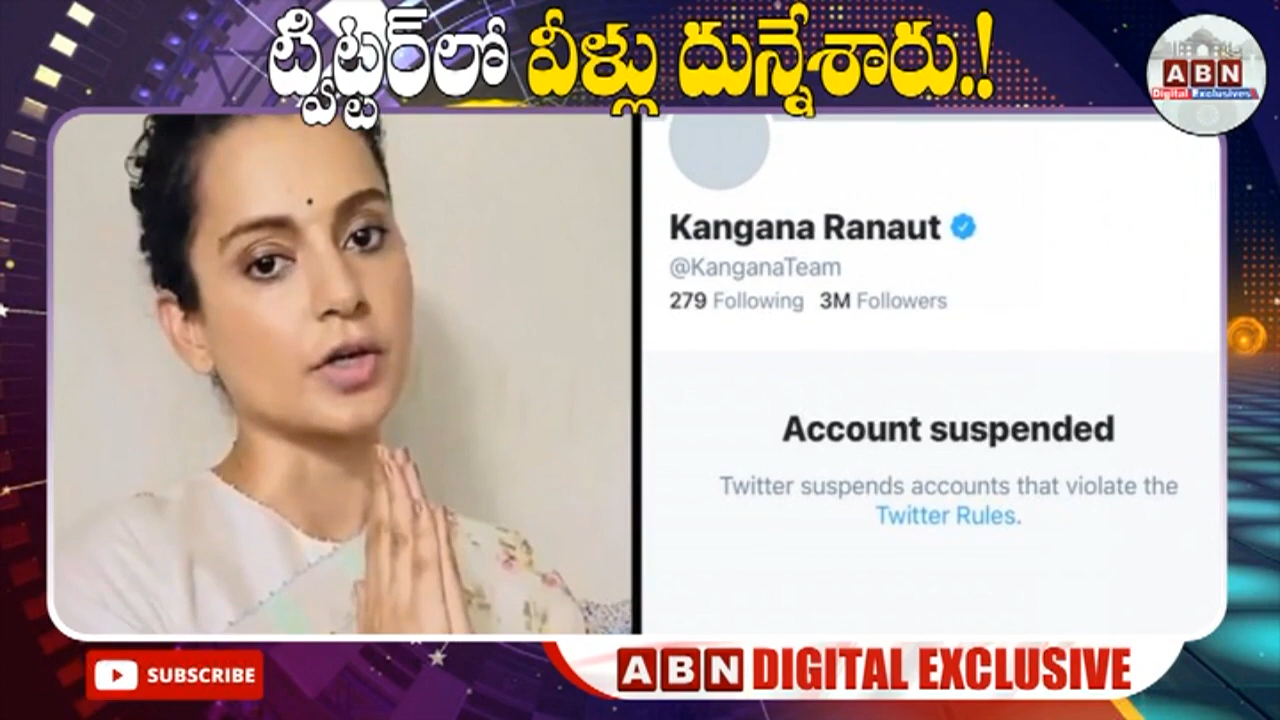 ట్విట్టర్‌లో వీళ్లు దున్నేశారు.!
ABN
Digital Exclusives
Kangana Ranaut
@KanganaTeam
279 Following 3M Followers
Account suspended
Twitter suspends accounts that violate the
Twitter Rules.
SUBSCRIBE
ABN DIGITAL EXCLUSIVE